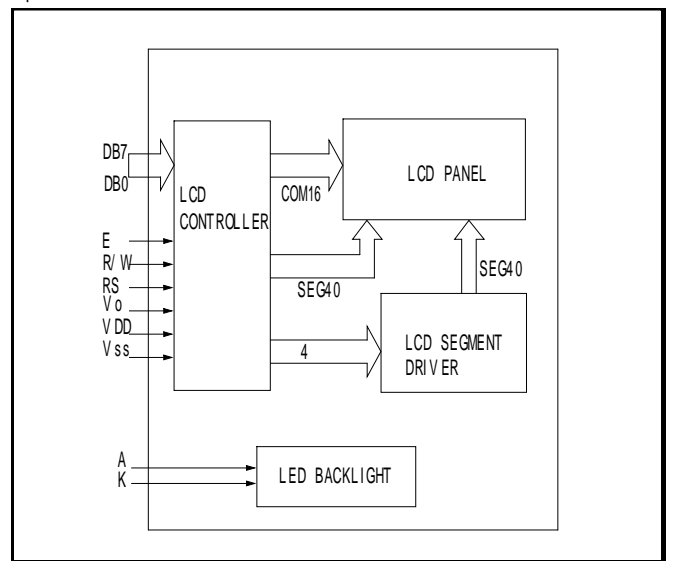 DB7
DB0
LCD
CONTROLLER
COM16
LCD PANEL
E
R/W
RS
Vo
VDD
Vss
SEG40
SEG40
4
LCD SEGMENT
DRIVER
A
K
LED BACKLIGHT